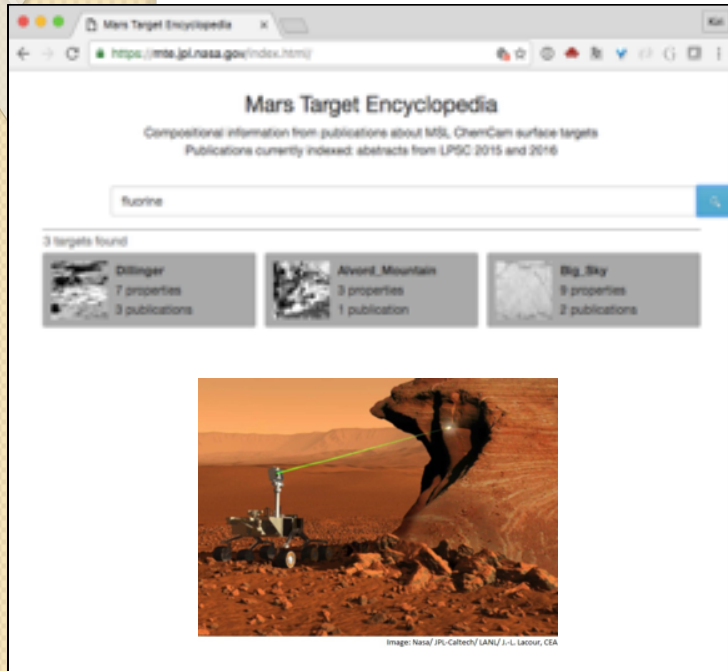 Mars Target Encyclopedia
Kiri
https://mte.jpl.nasa.gov/index.html/
Mars Target Encyclopedia
Compositional information from publications about MSL ChemCam surface targets
Publications currently indexed: abstracts from LPSC 2015 and 2016
fluorine
3 targets found
Dillinger
7 properties
3 publications
Alvord_Mountain
3 properties
1 publication
Big_Sky
9 properties
2 publications
Image: Nasa/ JPL-Caltech/ LANL/ J.-L. Lacour, CEA